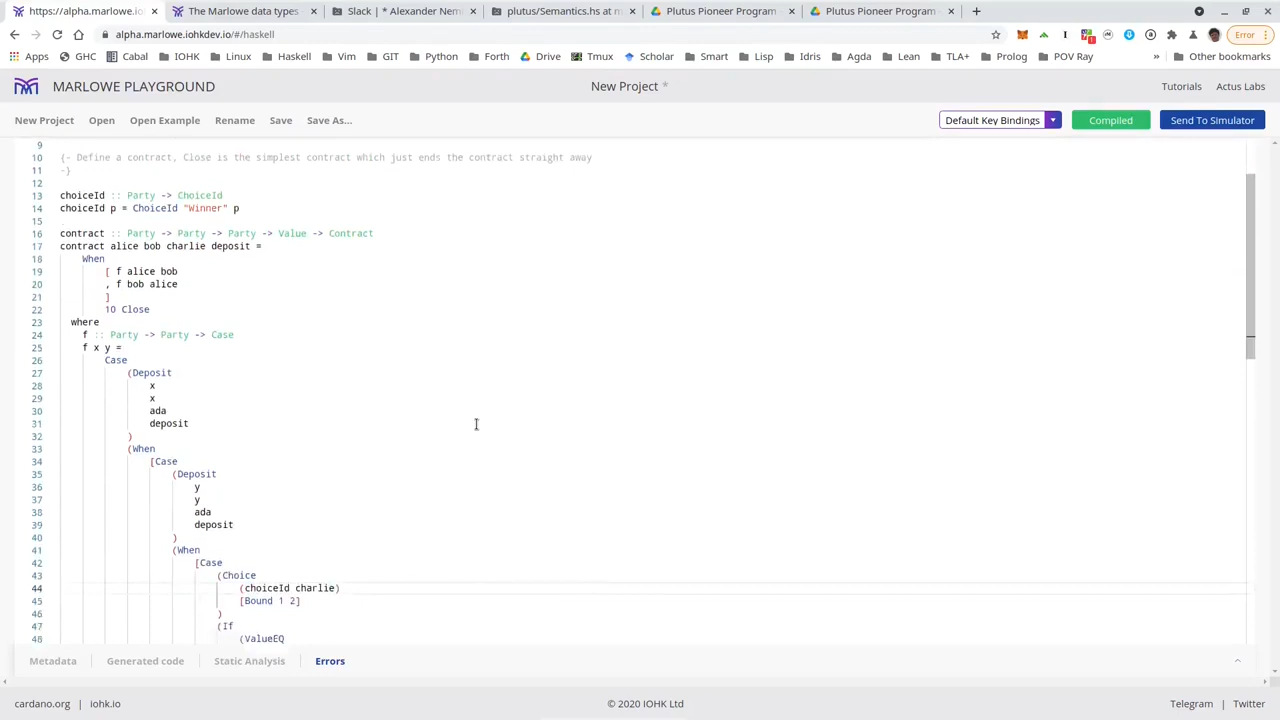 https://alpha.marlowe.io
The Marlowe data types
Slack | * Alexander Nem
plutus/Semantics.hs at m
Plutus Pioneer Program
Plutus Pioneer Program
alpha.marlowe.iohkdev.io/#/haskell
Error
Apps GHC Cabal IOHK Linux Haskell Vim GIT Python Forth Drive Tmux Scholar Smart Lisp Idris Agda Lean TLA+ Prolog POV Ray » Other bookmarks
MARLOWE PLAYGROUND
New Project *
Tutorials Actus Labs
New Project Open Open Example Rename Save Save As...
Default Key Bindings
Compiled
Send To Simulator
9
10 {- Define a contract, Close is the simplest contract which just ends the contract straight away
11 -}
12
13 choiceId :: Party -> ChoiceId
14 choiceId p = ChoiceId "Winner" p
15
16 contract :: Party -> Party -> Party -> Value -> Contract
17 contract alice bob charlie deposit =
18 When
19 [ f alice bob
20 , f bob alice
21 ]
22 10 Close
23 where
24 f :: Party -> Party -> Case
25 f x y =
26 Case
27 (Deposit
28 x
29 x
30 ada
31 deposit
32 )
33 (When
34 [Case
35 (Deposit
36 y
37 y
38 ada
39 deposit
40 )
41 (When
42 [Case
43 (Choice
44 (choiceId charlie)
45 [Bound 1 2]
46 )
47 (If
48 (ValueEQ
Metadata Generated code Static Analysis Errors
cardano.org | iohk.io
© 2020 IOHK Ltd
Telegram | Twitter